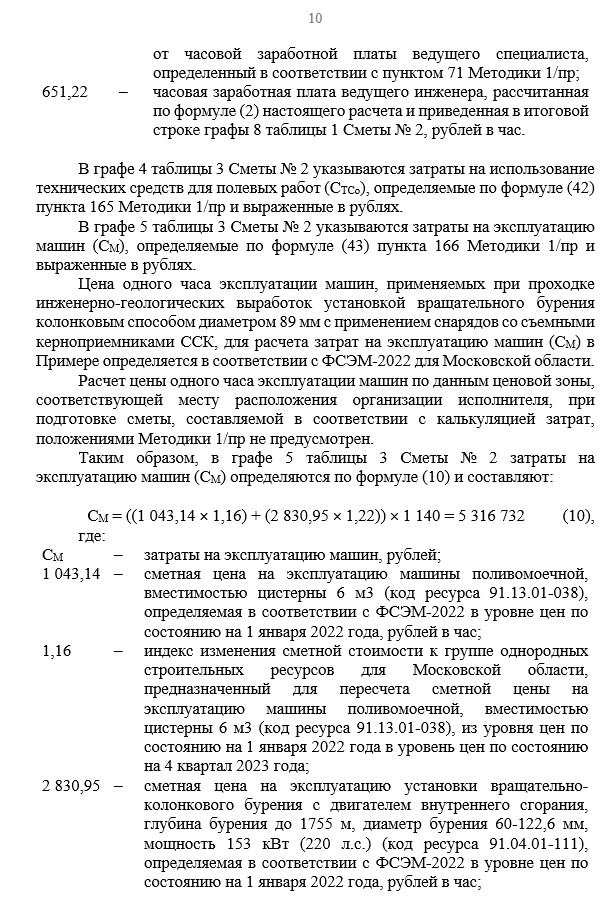 10
от часовой заработной платы ведущего специалиста,
определенный в соответствии с пунктом 71 Методики 1/пр;
651,22 – часовая заработная плата ведущего инженера, рассчитанная
по формуле (2) настоящего расчета и приведенная в итоговой
строке графы 8 таблицы 1 Сметы № 2, рублей в час.
В графе 4 таблицы 3 Сметы № 2 указываются затраты на использование
технических средств для полевых работ (СТСо), определяемые по формуле (42)
пункта 165 Методики 1/пр и выраженные в рублях.
В графе 5 таблицы 3 Сметы № 2 указываются затраты на эксплуатацию
машин (СМ), определяемые по формуле (43) пункта 166 Методики 1/пр и
выраженные в рублях.
Цена одного часа эксплуатации машин, применяемых при проходке
инженерно-геологических выработок установкой вращательного бурения
колонковым способом диаметром 89 мм с применением снарядов со съемными
керноприемниками ССК, для расчета затрат на эксплуатацию машин (СМ) в
Примере определяется в соответствии с ФСЭМ-2022 для Московской области.
Расчет цены одного часа эксплуатации машин по данным ценовой зоны,
соответствующей месту расположения организации исполнителя, при
подготовке сметы, составляемой в соответствии с калькуляцией затрат,
положениями Методики 1/пр не предусмотрен.
Таким образом, в графе 5 таблицы 3 Сметы № 2 затраты на
эксплуатацию машин (СМ) определяются по формуле (10) и составляют:
СМ = ((1 043,14 × 1,16) + (2 830,95 × 1,22)) × 1 140 = 5 316 732 (10),
где:
СМ – затраты на эксплуатацию машин, рублей;
1 043,14 – сметная цена на эксплуатацию машины поливомоечной,
вместимостью цистерны 6 м3 (код ресурса 91.13.01-038),
определяемая в соответствии с ФСЭМ-2022 в уровне цен по
состоянию на 1 января 2022 года, рублей в час;
1,16 – индекс изменения сметной стоимости к группе однородных
строительных ресурсов для Московской области,
предназначенный для пересчета сметной цены на
эксплуатацию машины поливомоечной, вместимостью
цистерны 6 м3 (код ресурса 91.13.01-038), из уровня цен по
состоянию на 1 января 2022 года в уровень цен по состоянию
на 4 квартал 2023 года;
2 830,95 – сметная цена на эксплуатацию установки вращательно-
колонкового бурения с двигателем внутреннего сгорания,
глубина бурения до 1755 м, диаметр бурения 60-122,6 мм,
мощность 153 кВт (220 л.с.) (код ресурса 91.04.01-111),
определяемая в соответствии с ФСЭМ-2022 в уровне цен по
состоянию на 1 января 2022 года, рублей в час;